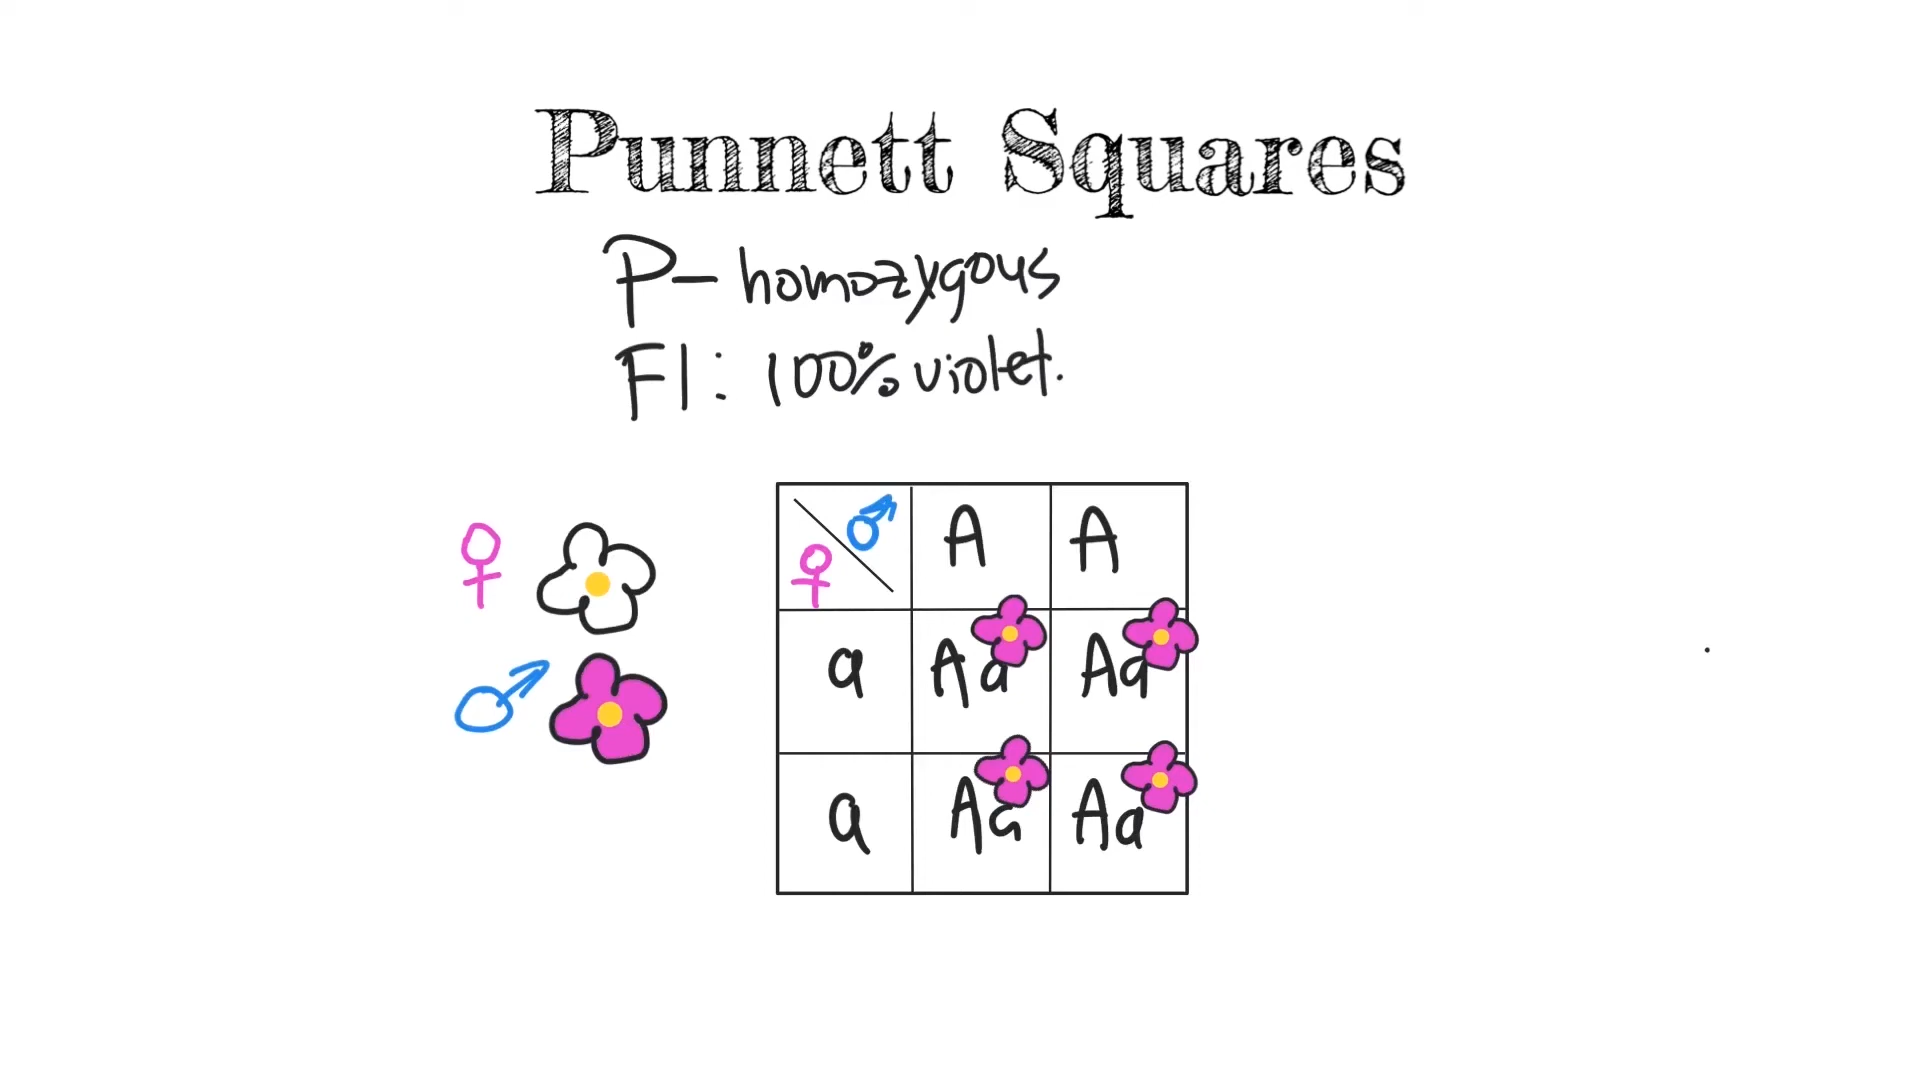 Punnett Squares
P- homozygous
F1: 100% violet.
♂ A A
♀
a Aa Aa
a Aa Aa